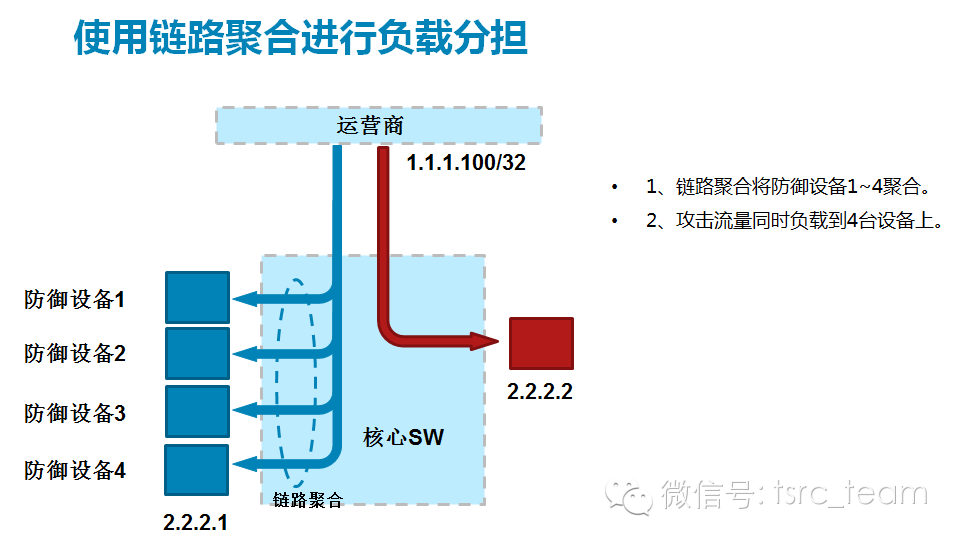 使用链路聚合进行负载分担
运营商
1.1.1.100/32
• 1、链路聚合将防御设备1~4聚合。
• 2、攻击流量同时负载到4台设备上。
防御设备1
防御设备2
防御设备3
防御设备4
2.2.2.2
核心SW
链路聚合
2.2.2.1
微信号: tsrc_team